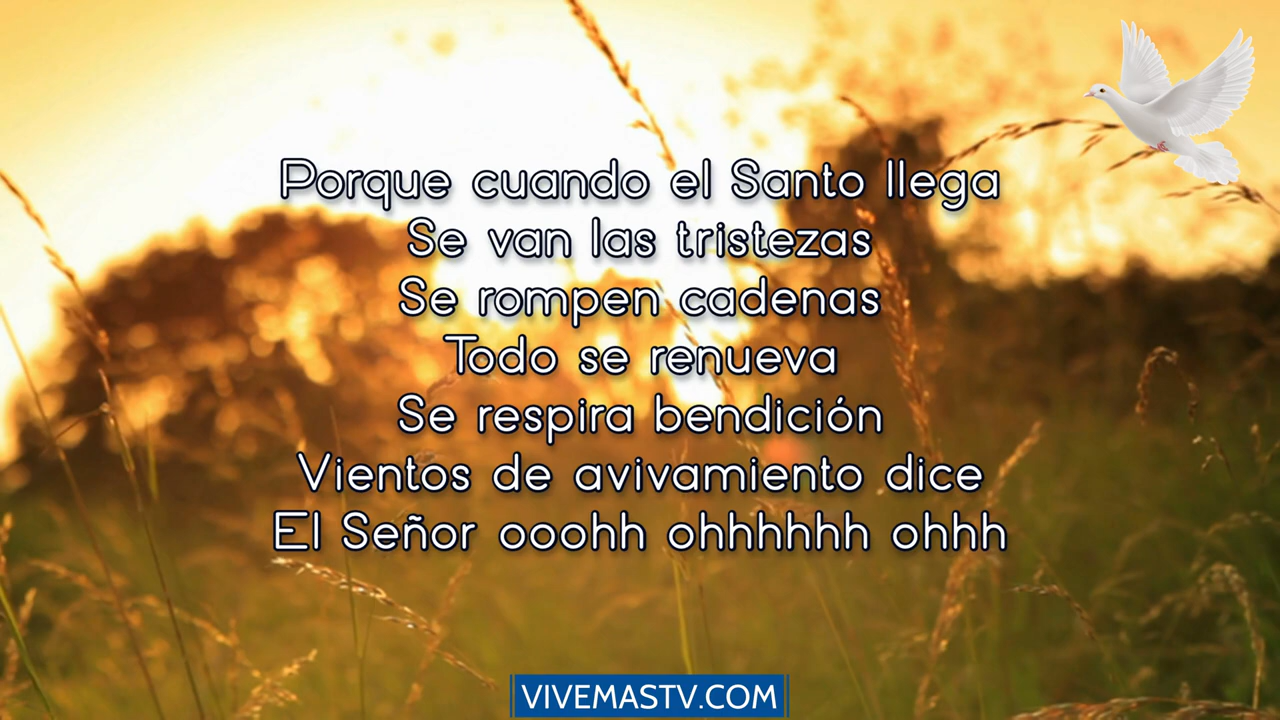 Porque cuando el Santo llega
Se van las tristezas
Se rompen cadenas
Todo se renueva
Se respira bendición
Vientos de avivamiento dice
El Señor ooohh ohhhhhh ohhh
VIVEMASTV.COM